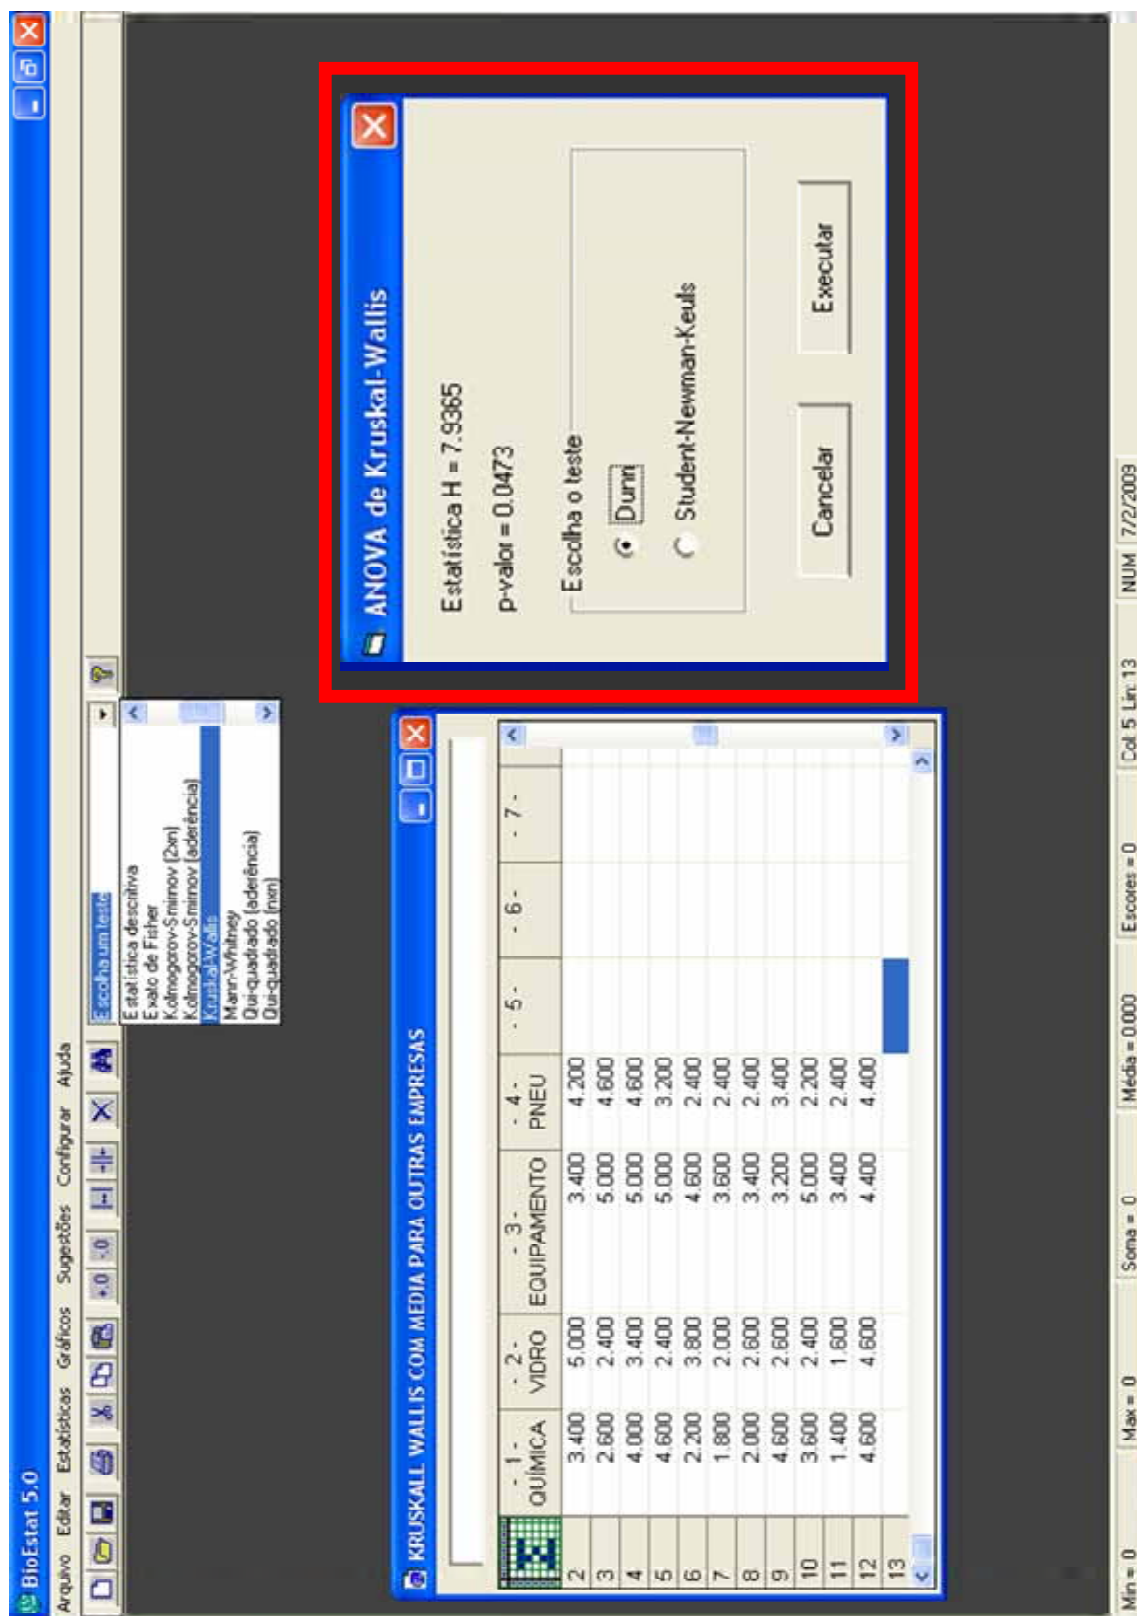 BioEstat 5.0
Arquivo Editar Estatísticas Gráficos Sugestões Configurar Ajuda
+.0 -.0 Escolha um teste
Estatística descritiva
Exato de Fisher
Kolmogorov-Smirnov (2xn)
Kolmogorov-Smirnov (aderência)
Kruskal-Wallis
Mann-Whitney
Qui-quadrado (aderência)
Qui-quadrado (nxn)
KRUSKALL WALLIS COM MEDIA PARA OUTRAS EMPRESAS
- 1 - - 2 - - 3 - - 4 - - 5 - - 6 - - 7 -
QUÍMICA VIDRO EQUIPAMENTO PNEU
2 3.400 5.000 3.400 4.200
3 2.600 2.400 5.000 4.600
4 4.000 3.400 5.000 4.600
5 4.600 2.400 5.000 3.200
6 2.200 3.800 4.600 2.400
7 1.800 2.000 3.600 2.400
8 2.000 2.600 3.400 2.400
9 4.600 2.600 3.200 3.400
10 3.600 2.400 5.000 2.200
11 1.400 1.600 3.400 2.400
12 4.600 4.600 4.400 4.400
13
ANOVA de Kruskal-Wallis
Estatística H = 7.9365
p-valor = 0.0473
Escolha o teste
Dunn
Student-Newman-Keuls
Cancelar Executar
Min = 0 Max = 0 Soma = 0 Média = 0.000 Escores = 0 Col: 5 Lin: 13 NUM 7/2/2009